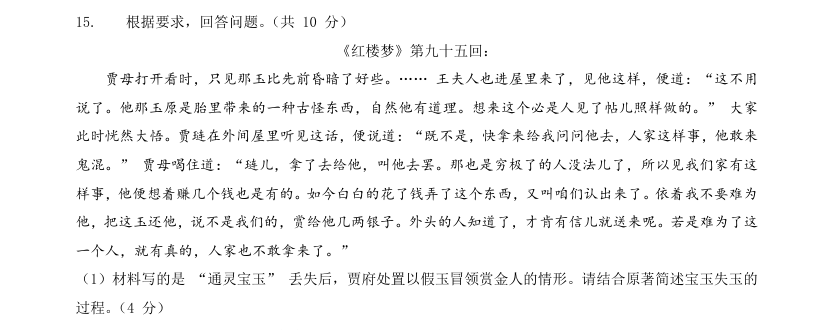 15. 根据要求，回答问题。（共 10 分）
《红楼梦》第九十五回：
贾母打开看时，只见那玉比先前昏暗了好些。…… 王夫人也进屋里来了，见他这样，便道：“这不用
说了。他那玉原是胎里带来的一种古怪东西，自然他有道理。想来这个必是人见了帖儿照样做的。” 大家
此时恍然大悟。贾琏在外间屋里听见这话，便说道：“既不是，快拿来给我问问他去，人家这样事，他敢来
鬼混。” 贾母喝住道：“琏儿，拿了去给他，叫他去罢。那也是穷极了的人没法儿了，所以见我们家有这
样事，他便想着赚几个钱也是有的。如今白白的花了钱弄了这个东西，又叫咱们认出来了。依着我不要难为
他，把这玉还他，说不是我们的，赏给他几两银子。外头的人知道了，才肯有信儿就送来呢。若是难为了这
一个人，就有真的，人家也不敢拿来了。”
（1）材料写的是 “通灵宝玉” 丢失后，贾府处置以假玉冒领赏金人的情形。请结合原著简述宝玉失玉的
过程。（4 分）